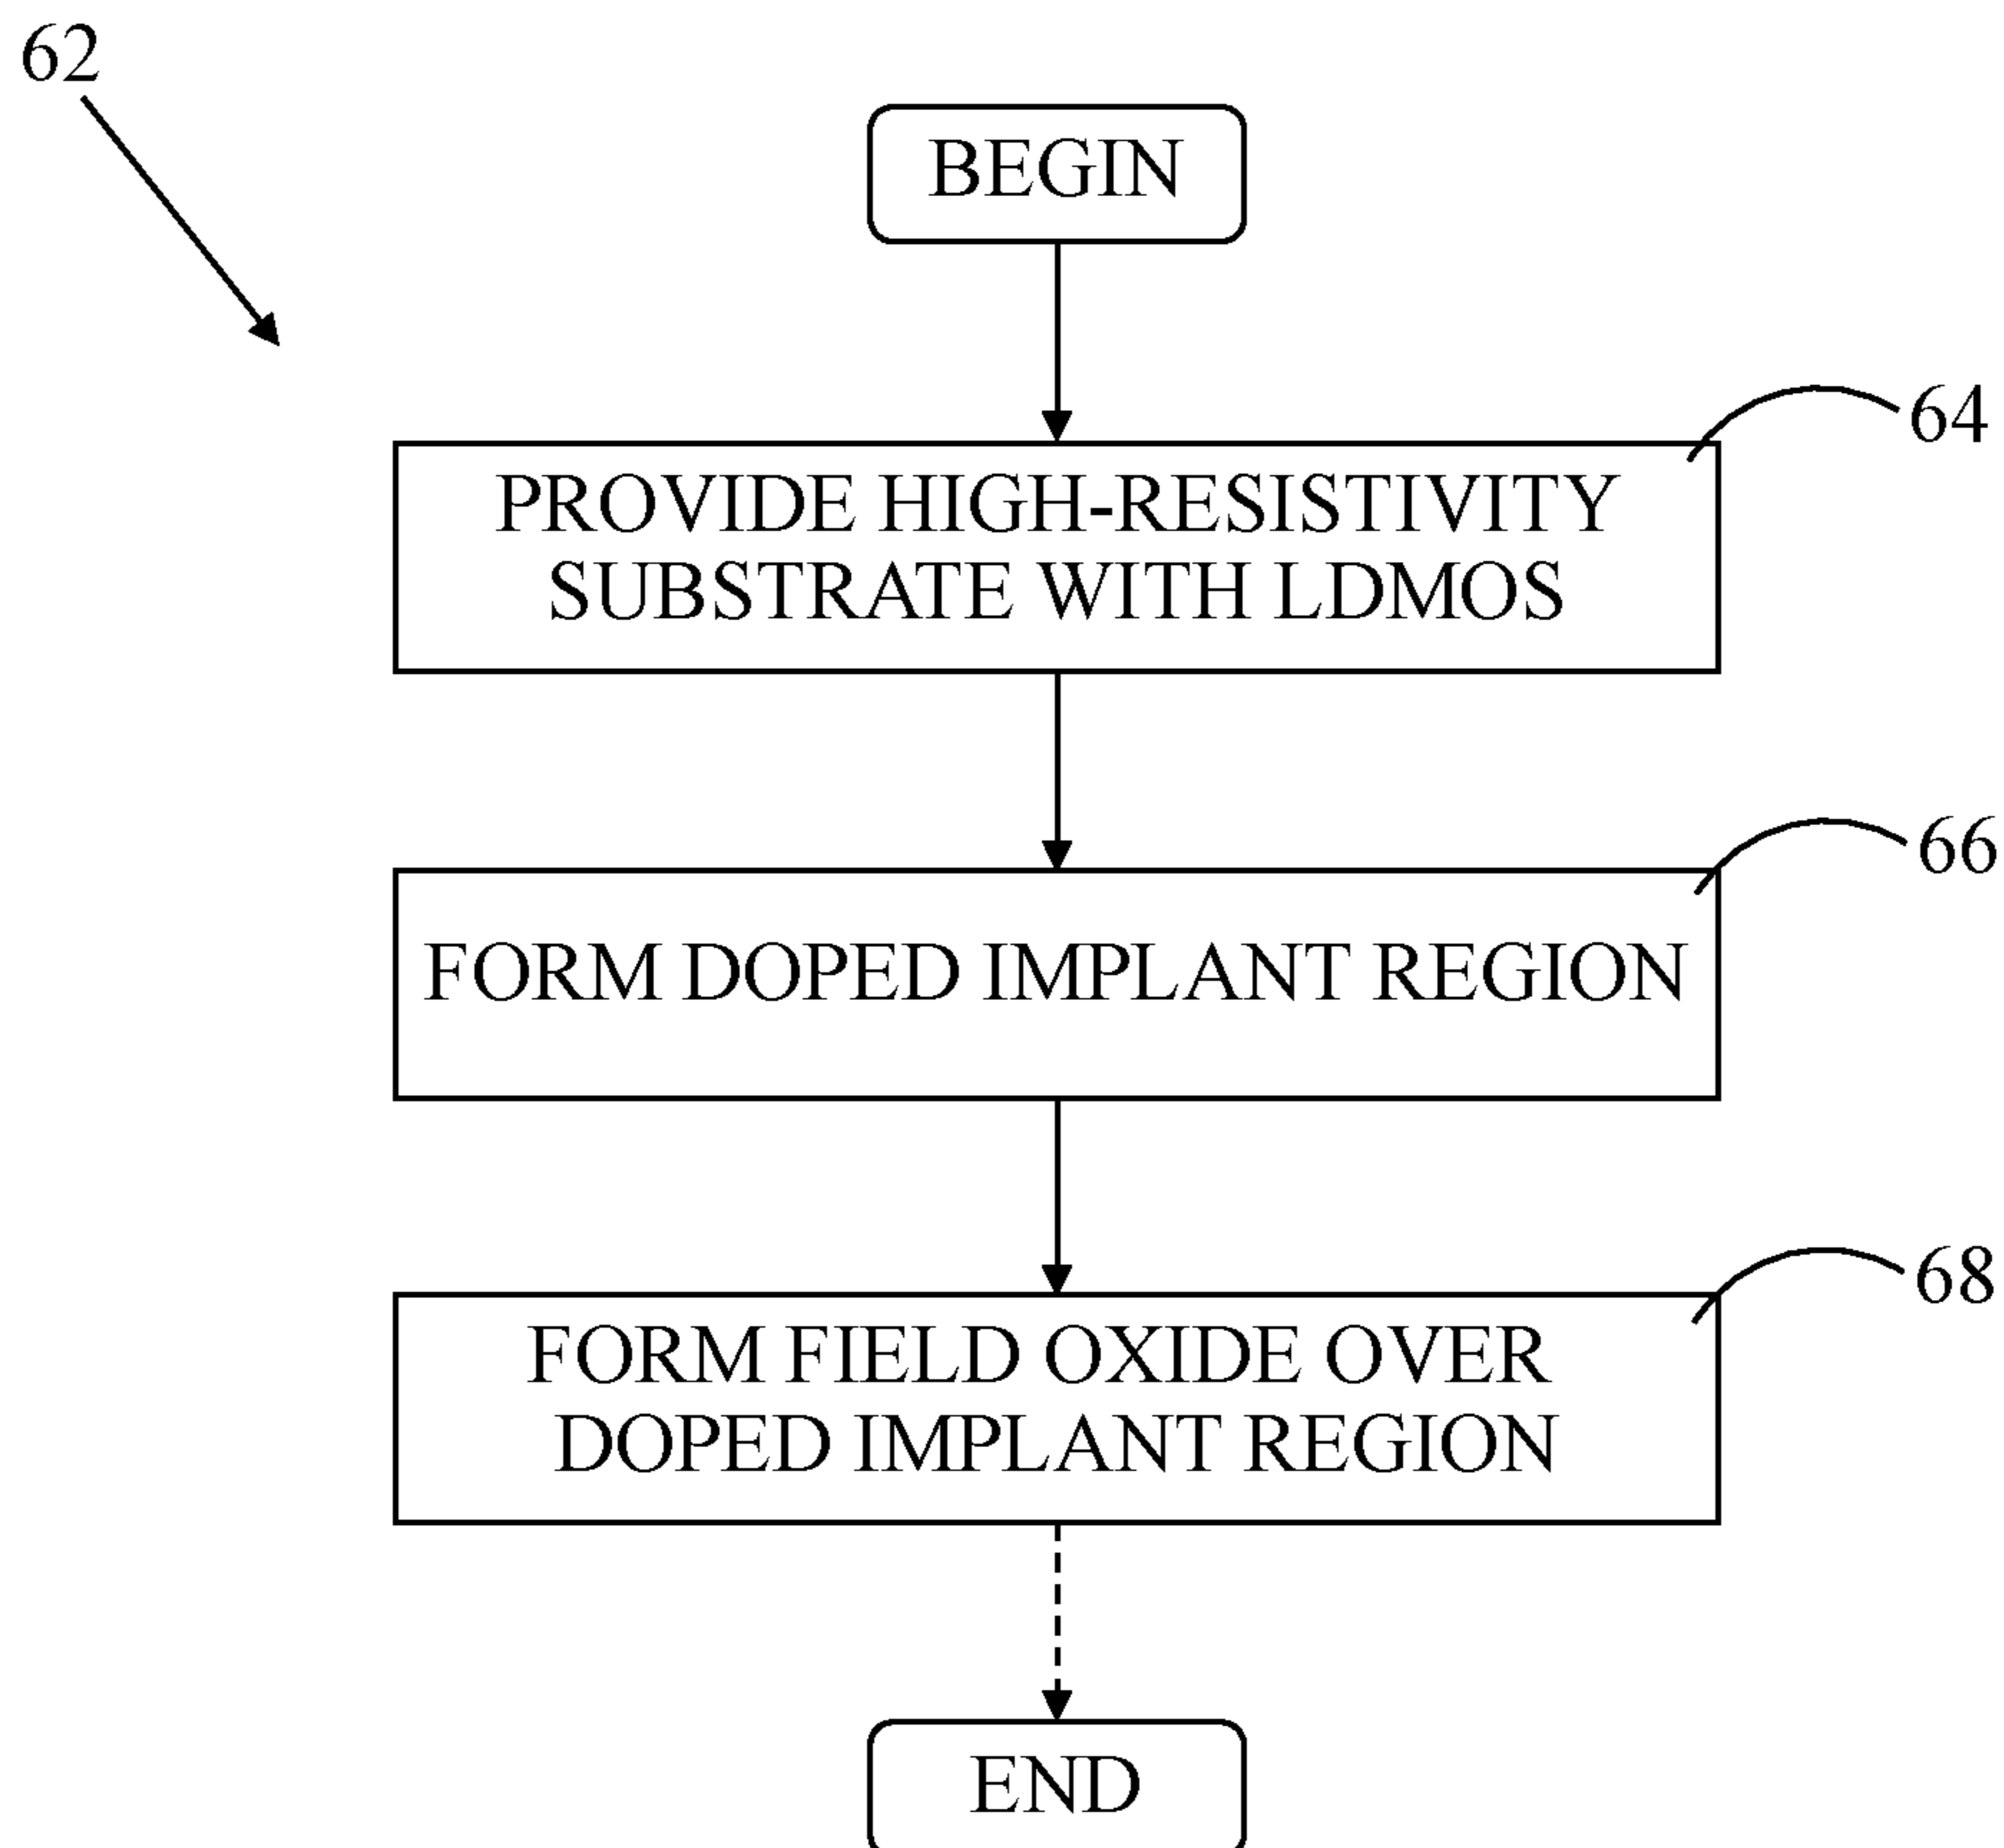 62
BEGIN
64
PROVIDE HIGH-RESISTIVITY
SUBSTRATE WITH LDMOS
66
FORM DOPED IMPLANT REGION
68
FORM FIELD OXIDE OVER
DOPED IMPLANT REGION
END